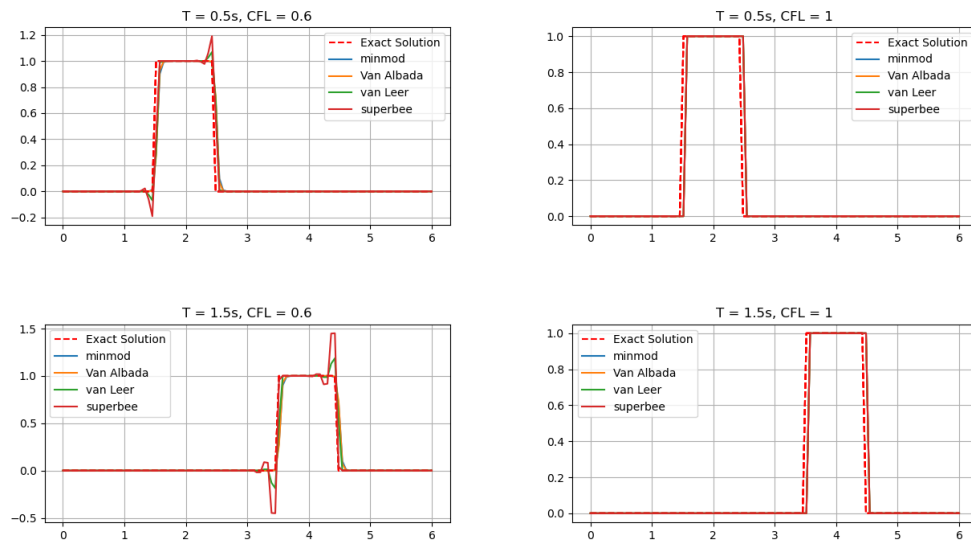 T = 0.5s, CFL = 0.6
1.2
1.0
0.8
0.6
0.4
0.2
0.0
−0.2
0 1 2 3 4 5 6
Exact Solution
minmod
Van Albada
van Leer
superbee
T = 0.5s, CFL = 1
1.0
0.8
0.6
0.4
0.2
0.0
0 1 2 3 4 5 6
Exact Solution
minmod
Van Albada
van Leer
superbee
T = 1.5s, CFL = 0.6
1.5
1.0
0.5
0.0
−0.5
0 1 2 3 4 5 6
Exact Solution
minmod
Van Albada
van Leer
superbee
T = 1.5s, CFL = 1
1.0
0.8
0.6
0.4
0.2
0.0
0 1 2 3 4 5 6
Exact Solution
minmod
Van Albada
van Leer
superbee